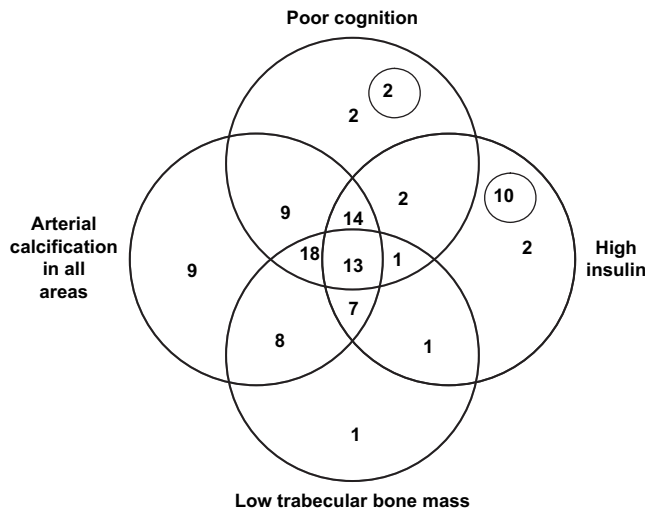 Poor cognition
2
2
2
10
9
14
Arterial
calcification
in all
areas
9
18
13
1
2
High
insulin
7
8
1
1
Low trabecular bone mass